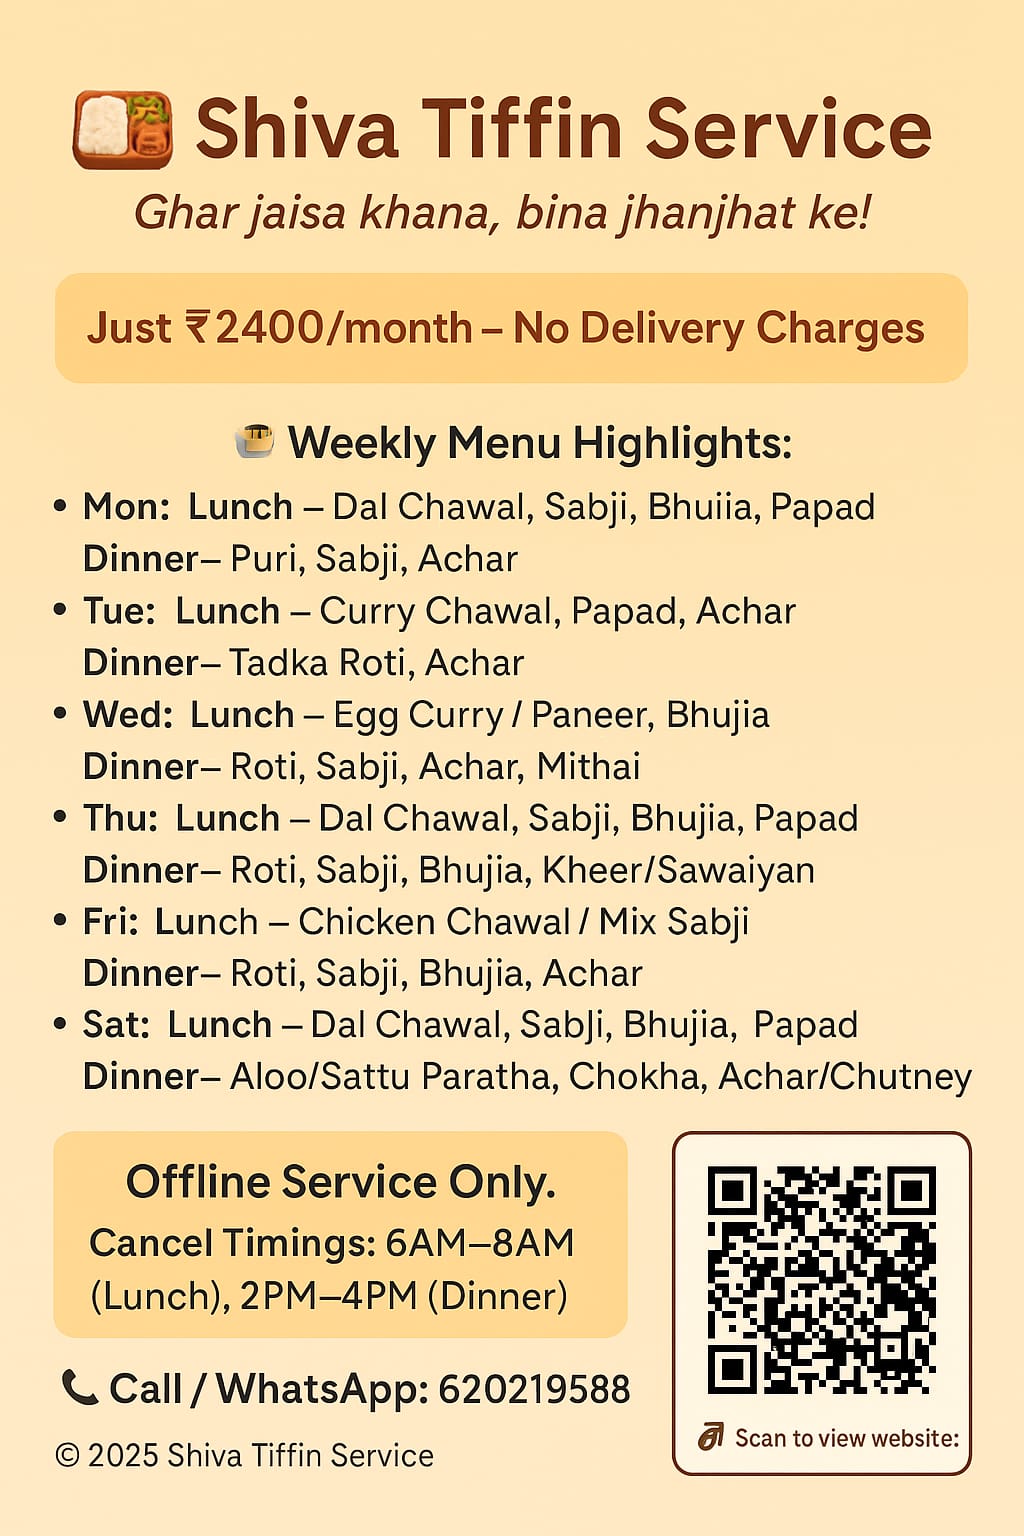 Shiva Tiffin Service
Ghar jaisa khana, bina jhanjhat ke!
Just ₹2400/month – No Delivery Charges
Weekly Menu Highlights:
• Mon: Lunch – Dal Chawal, Sabji, Bhuiia, Papad
Dinner– Puri, Sabji, Achar
• Tue: Lunch – Curry Chawal, Papad, Achar
Dinner– Tadka Roti, Achar
• Wed: Lunch – Egg Curry / Paneer, Bhujia
Dinner– Roti, Sabji, Achar, Mithai
• Thu: Lunch – Dal Chawal, Sabji, Bhujia, Papad
Dinner– Roti, Sabji, Bhujia, Kheer/Sawaiyan
• Fri: Lunch – Chicken Chawal / Mix Sabji
Dinner– Roti, Sabji, Bhujia, Achar
• Sat: Lunch – Dal Chawal, SabJi, Bhujia, Papad
Dinner– Aloo/Sattu Paratha, Chokha, Achar/Chutney
Offline Service Only.
Cancel Timings: 6AM–8AM
(Lunch), 2PM–4PM (Dinner)
Call / WhatsApp: 620219588
© 2025 Shiva Tiffin Service
Scan to view website: